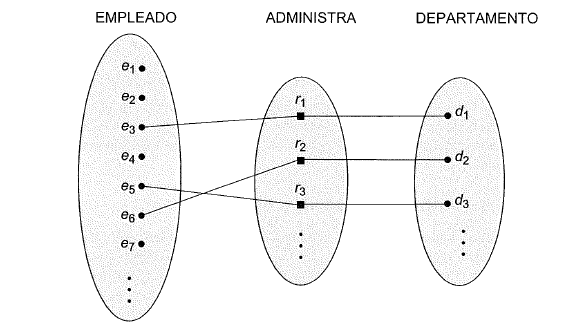 EMPLEADO ADMINISTRA DEPARTAMENTO
e1
e2
e3
e4
e5
e6
e7
r1
r2
r3
d1
d2
d3